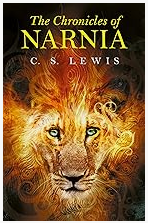 The Chronicles of
NARNIA
C. S. LEWIS